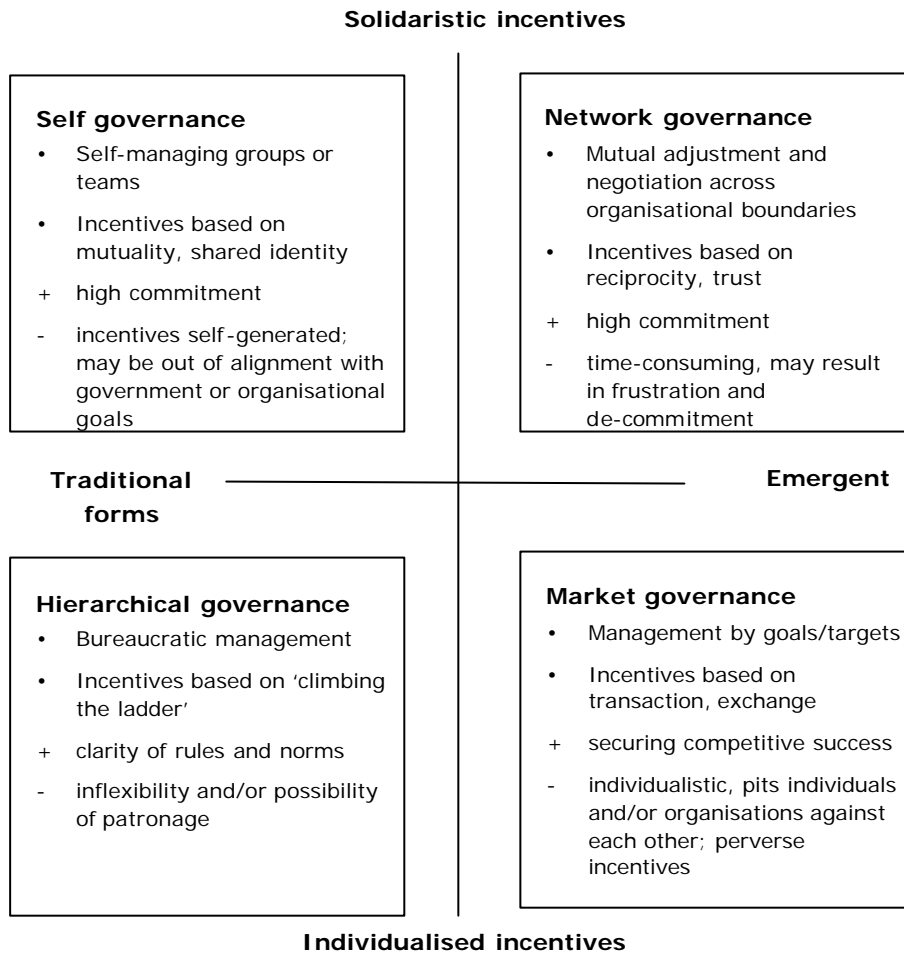 Solidaristic incentives
Self governance
• Self-managing groups or
teams
• Incentives based on
mutuality, shared identity
+ high commitment
- incentives self-generated;
may be out of alignment with
government or organisational
goals
Network governance
• Mutual adjustment and
negotiation across
organisational boundaries
• Incentives based on
reciprocity, trust
+ high commitment
- time-consuming, may result
in frustration and
de-commitment
Traditional
forms
Emergent
Hierarchical governance
• Bureaucratic management
• Incentives based on ‘climbing
the ladder’
+ clarity of rules and norms
- inflexibility and/or possibility
of patronage
Market governance
• Management by goals/targets
• Incentives based on
transaction, exchange
+ securing competitive success
- individualistic, pits individuals
and/or organisations against
each other; perverse
incentives
Individualised incentives